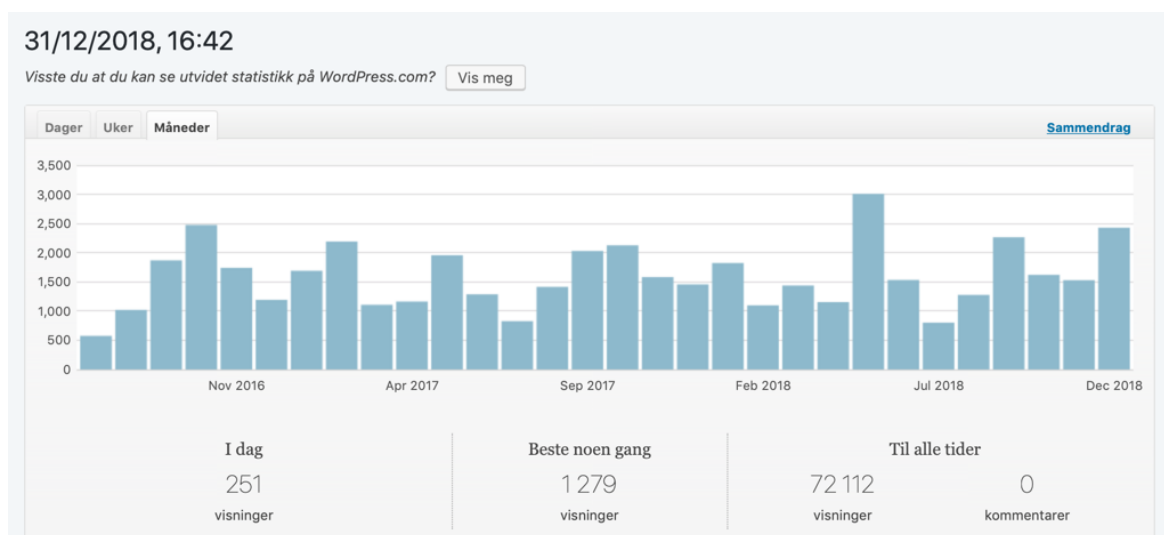 31/12/2018, 16:42
Visste du at du kan se utvidet statistikk på WordPress.com? Vis meg
Dager Uker Måneder Sammendrag
3,500
3,000
2,500
2,000
1,500
1,000
500
0
Nov 2016 Apr 2017 Sep 2017 Feb 2018 Jul 2018 Dec 2018
I dag Beste noen gang Til alle tider
251 1 279 72 112 0
visninger visninger visninger kommentarer